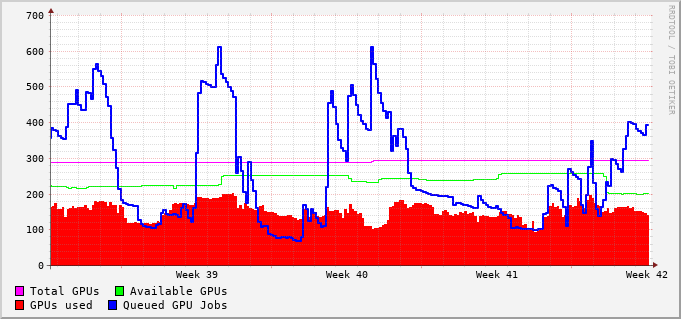 700
600
500
400
300
200
100
0
Week 39 Week 40 Week 41 Week 42
Total GPUs Available GPUs
GPUs used Queued GPU Jobs
RRDTOOL / TOBI OETIKER